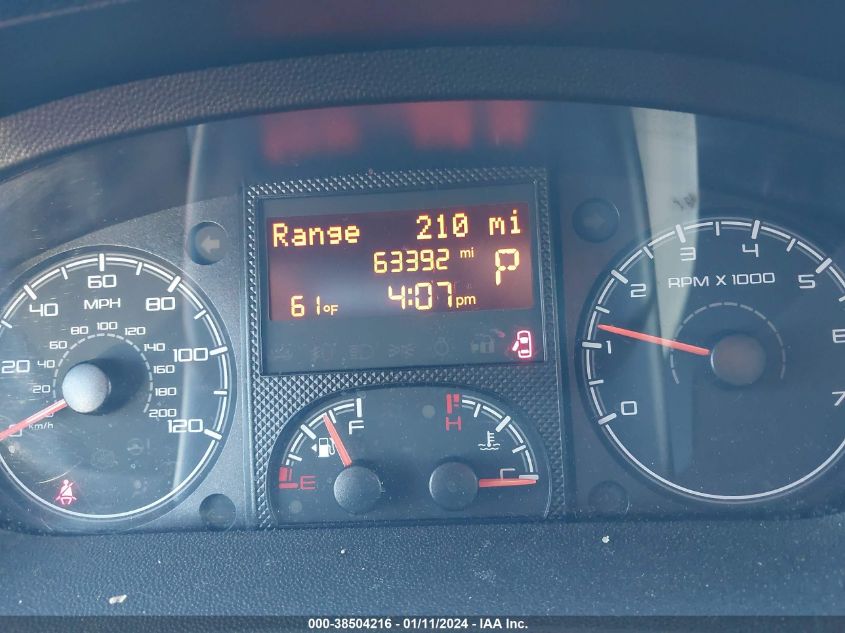 Range 210 mi
63392 mi
P
61°F 4:07pm
0 20 40 60 80 100 120
MPH
20 40 60 80 100 120 140 160 180 200
km/h
0 1 2 3 4 5 6 7
RPM X 1000
E F
H C
000-38504216 - 01/11/2024 - IAA Inc.